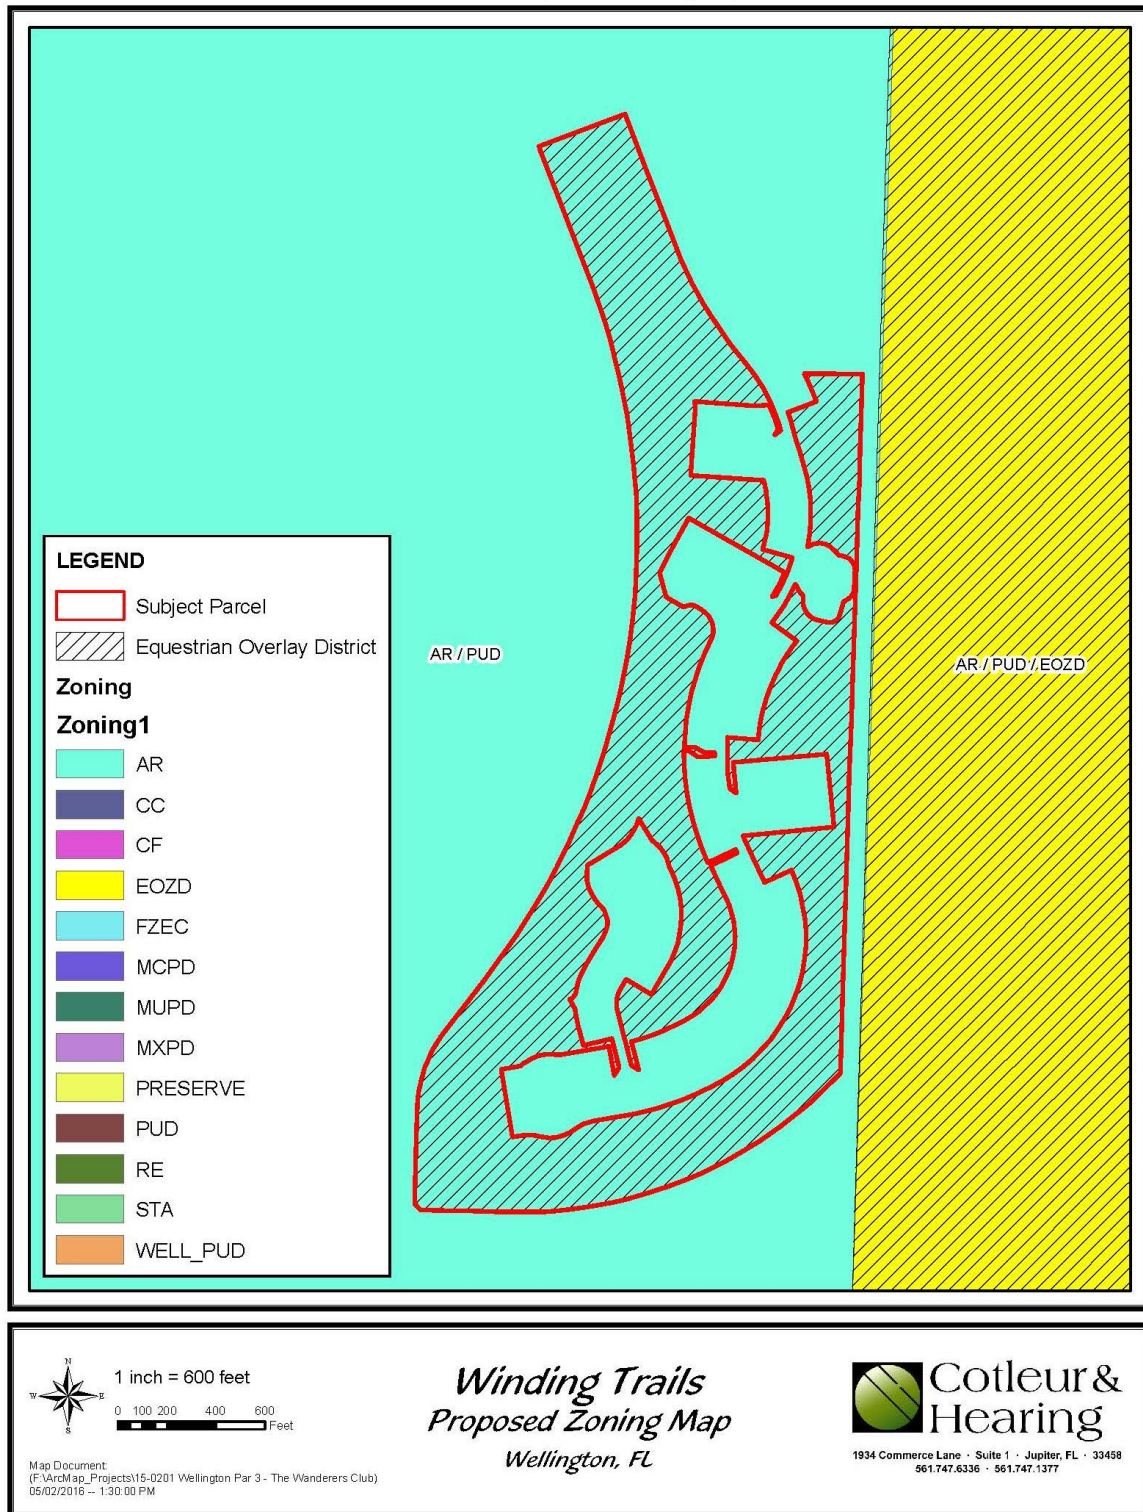 LEGEND
Subject Parcel
Equestrian Overlay District
Zoning
Zoning1
AR
CC
CF
EOZD
FZEC
MCPD
MUPD
MXPD
PRESERVE
PUD
RE
STA
WELL_PUD
AR / PUD
AR / PUD / EOZD
N
W
E
S
1 inch = 600 feet
0 100 200 400 600
Feet
Map Document:
(F:\ArcMap_Projects\15-0201 Wellington Par 3 - The Wanderers Club)
05/02/2016 -- 1:30:00 PM
Winding Trails
Proposed Zoning Map
Wellington, FL
Cotleur &
Hearing
1934 Commerce Lane · Suite 1 · Jupiter, FL · 33458
561.747.6336 · 561.747.1377